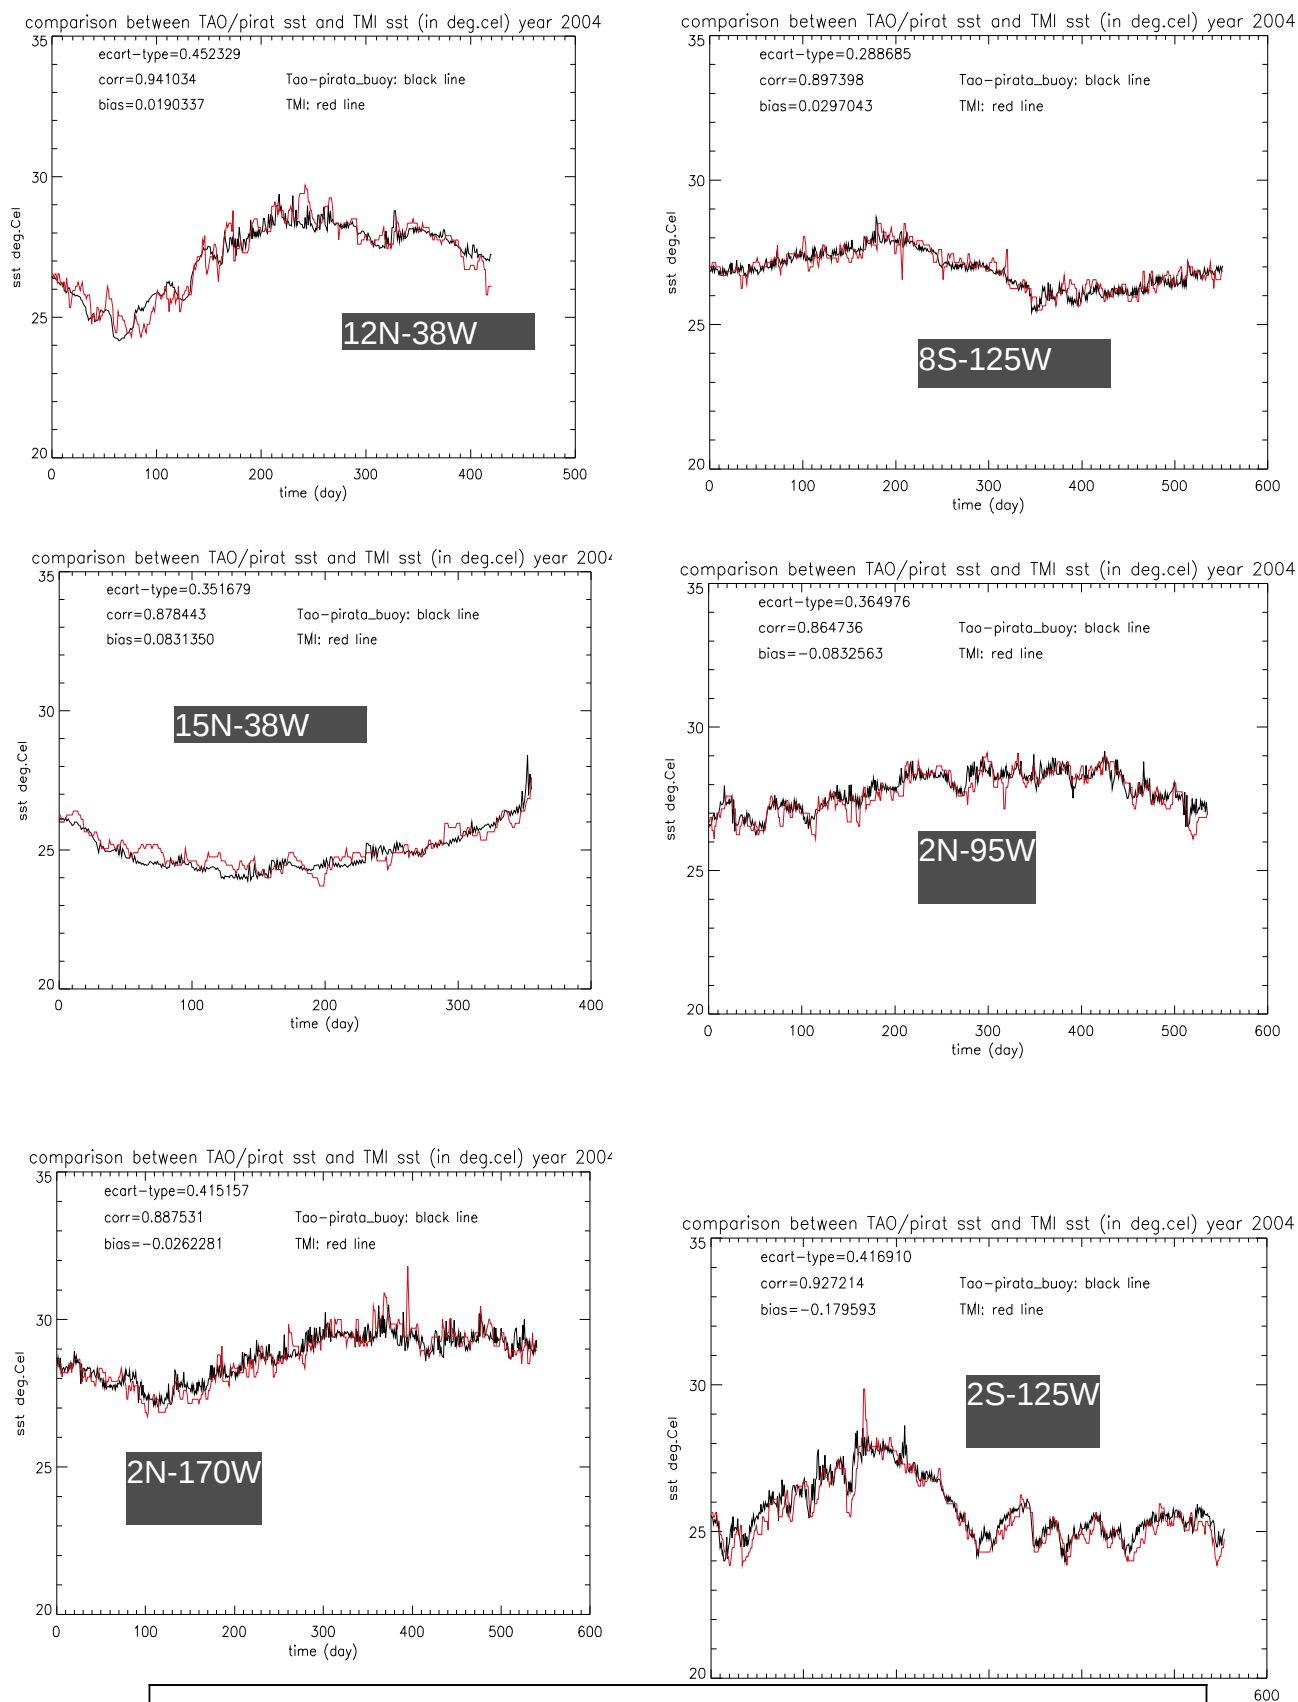 comparison between TAO/pirat sst and TMI sst (in deg.cel) year 2004
ecart-type=0.452329
corr=0.941034 Tao-pirata_buoy: black line
bias=0.0190337 TMI: red line
35
30
25
20
sst deg.Cel
12N-38W
0 100 200 300 400 500
time (day)
comparison between TAO/pirat sst and TMI sst (in deg.cel) year 2004
ecart-type=0.288685
corr=0.897398 Tao-pirata_buoy: black line
bias=0.0297043 TMI: red line
35
30
25
20
sst deg.Cel
8S-125W
0 100 200 300 400 500 600
time (day)
comparison between TAO/pirat sst and TMI sst (in deg.cel) year 2004
ecart-type=0.351679
corr=0.878443 Tao-pirata_buoy: black line
bias=0.0831350 TMI: red line
35
30
25
20
sst deg.Cel
15N-38W
0 100 200 300 400
time (day)
comparison between TAO/pirat sst and TMI sst (in deg.cel) year 2004
ecart-type=0.364976
corr=0.864736 Tao-pirata_buoy: black line
bias=-0.0832563 TMI: red line
35
30
25
20
sst deg.Cel
2N-95W
0 100 200 300 400 500 600
time (day)
comparison between TAO/pirat sst and TMI sst (in deg.cel) year 2004
ecart-type=0.415157
corr=0.887531 Tao-pirata_buoy: black line
bias=-0.0262281 TMI: red line
35
30
25
20
sst deg.Cel
2N-170W
0 100 200 300 400 500 600
time (day)
comparison between TAO/pirat sst and TMI sst (in deg.cel) year 2004
ecart-type=0.416910
corr=0.927214 Tao-pirata_buoy: black line
bias=-0.179593 TMI: red line
35
30
25
20
sst deg.Cel
2S-125W
600